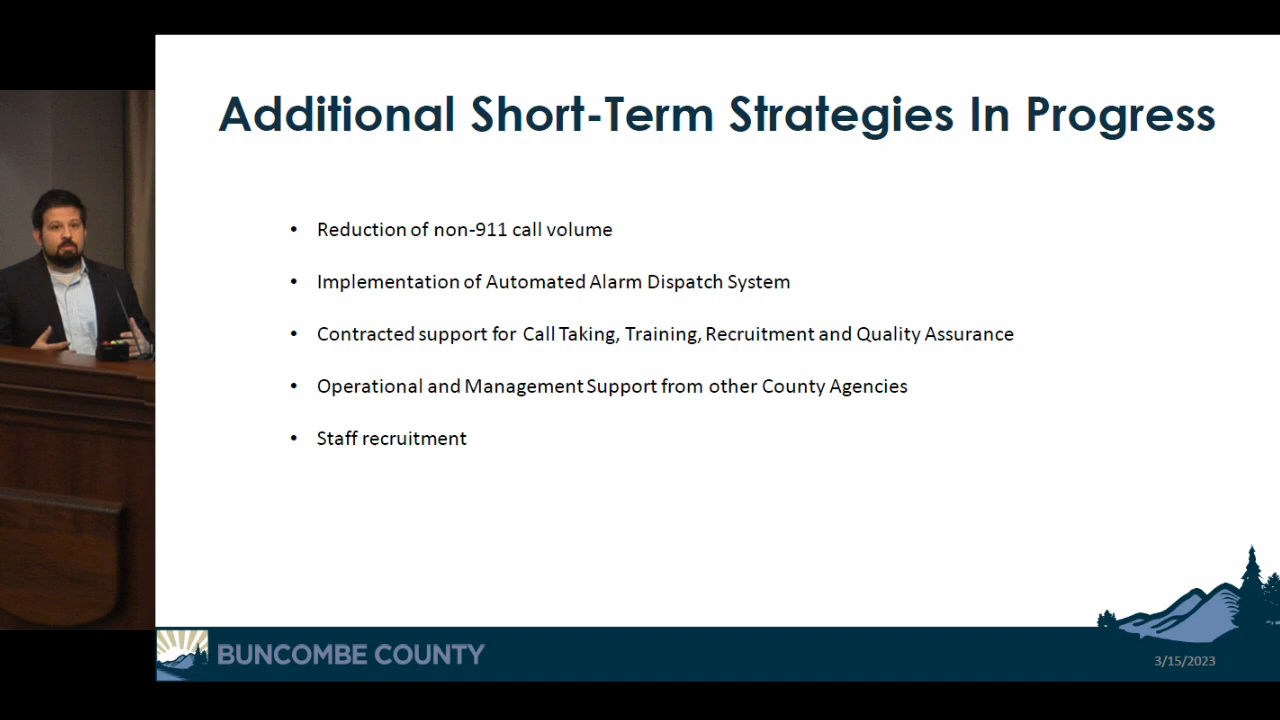 Additional Short-Term Strategies In Progress
• Reduction of non-911 call volume
• Implementation of Automated Alarm Dispatch System
• Contracted support for Call Taking, Training, Recruitment and Quality Assurance
• Operational and Management Support from other County Agencies
• Staff recruitment
BUNCOMBE COUNTY
3/15/2023